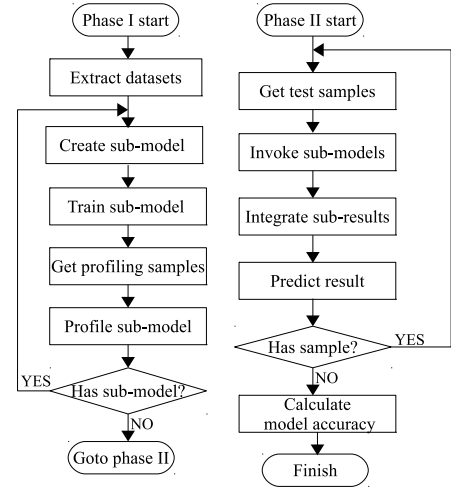 Phase I start
Extract datasets
Create sub-model
Train sub-model
Get profiling samples
Profile sub-model
Has sub-model?
YES
NO
Goto phase II
Phase II start
Get test samples
Invoke sub-models
Integrate sub-results
Predict result
Has sample?
YES
NO
Calculate
model accuracy
Finish